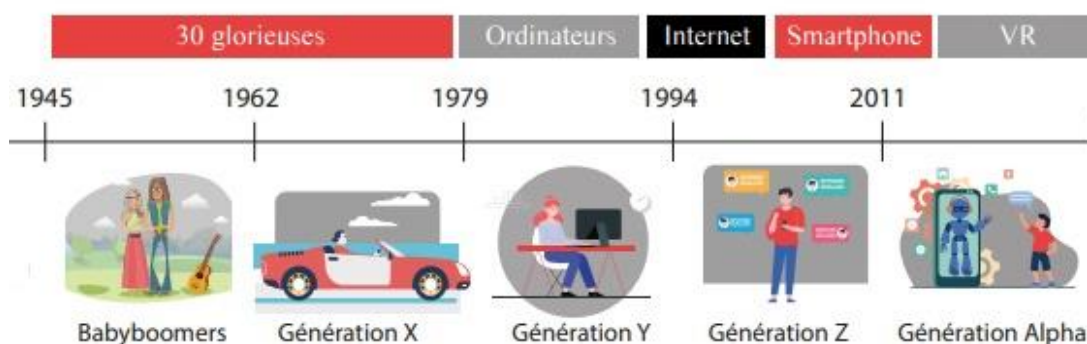 30 glorieuses Ordinateurs Internet Smartphone VR
1945 1962 1979 1994 2011
Babyboomers Génération X Génération Y Génération Z Génération Alpha